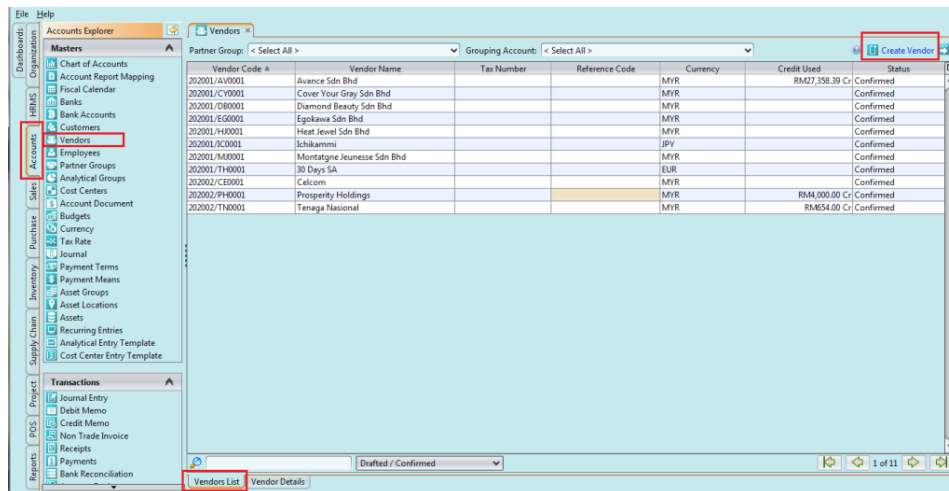 File Help
Dashboards
Organization
HRMS
Accounts
Sales
Purchase
Inventory
Supply Chain
Project
POS
Reports
Accounts Explorer
Masters
Chart of Accounts
Account Report Mapping
Fiscal Calendar
Banks
Bank Accounts
Customers
Vendors
Employees
Partner Groups
Analytical Groups
Cost Centers
Account Document
Budgets
Currency
Tax Rate
Journal
Payment Terms
Payment Means
Asset Groups
Asset Locations
Assets
Recurring Entries
Analytical Entry Template
Cost Center Entry Template
Transactions
Journal Entry
Debit Memo
Credit Memo
Non Trade Invoice
Receipts
Payments
Bank Reconciliation
Vendors
Partner Group: < Select All > Grouping Account: < Select All > Create Vendor
Vendor Code Vendor Name Tax Number Reference Code Currency Credit Used Status
202001/AV0001 Avance Sdn Bhd MYR RM27,358.39 Cr Confirmed
202001/CY0001 Cover Your Gray Sdn Bhd MYR Confirmed
202001/DB0001 Diamond Beauty Sdn Bhd MYR Confirmed
202001/EG0001 Egokawa Sdn Bhd MYR Confirmed
202001/HJ0001 Heat Jewel Sdn Bhd MYR Confirmed
202001/IC0001 Ichikammi JPY Confirmed
202001/MJ0001 Montatgne Jeunesse Sdn Bhd MYR Confirmed
202001/TH0001 30 Days SA EUR Confirmed
202002/CE0001 Celcom MYR Confirmed
202002/PH0001 Prosperity Holdings MYR RM4,000.00 Cr Confirmed
202002/TN0001 Tenaga Nasional MYR RM654.00 Cr Confirmed
Drafted / Confirmed 1 of 11
Vendors List Vendor Details